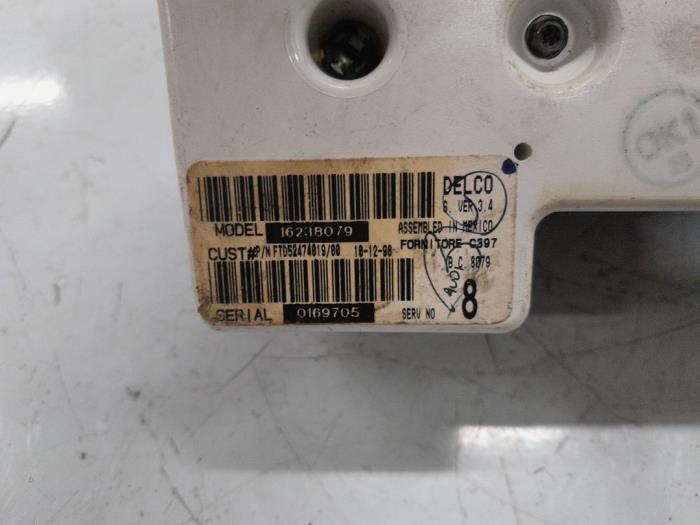 DELCO
S. VER 3.4
MODEL 16238079
ASSEMBLED IN MEXICO
CUST# P/N FTD52474019/00 10-12-98
FORNITORE C397
B.C. 8079
SERIAL 0169705
SERV NO 8
OK